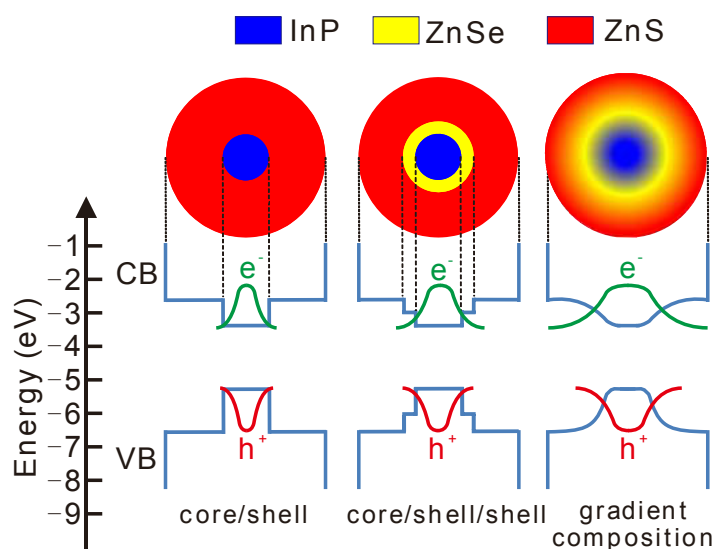 InP ZnSe ZnS
Energy (eV)
-1
-2
-3
-4
-5
-6
-7
-8
-9
CB
VB
e-
h+
e-
h+
e-
h+
core/shell
core/shell/shell
gradient
composition